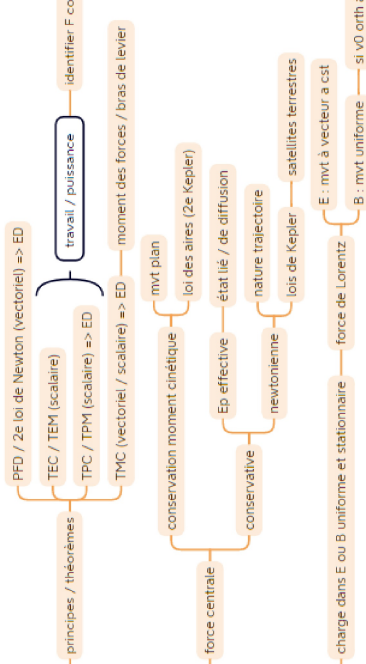 principes / théorèmes
PFD / 2e loi de Newton (vectoriel) => ED
TEC / TEM (scalaire)
TPC / TPM (scalaire) => ED
travail / puissance
identifier F co
TMC (vectoriel / scalaire) => ED
moment des forces / bras de levier
force centrale
conservation moment cinétique
mvt plan
loi des aires (2e Kepler)
conservative
Ep effective
état lié / de diffusion
newtonienne
nature trajectoire
lois de Kepler
satellites terrestres
charge dans E ou B uniforme et stationnaire
force de Lorentz
E : mvt à vecteur a cst
B : mvt uniforme
si v0 orth a